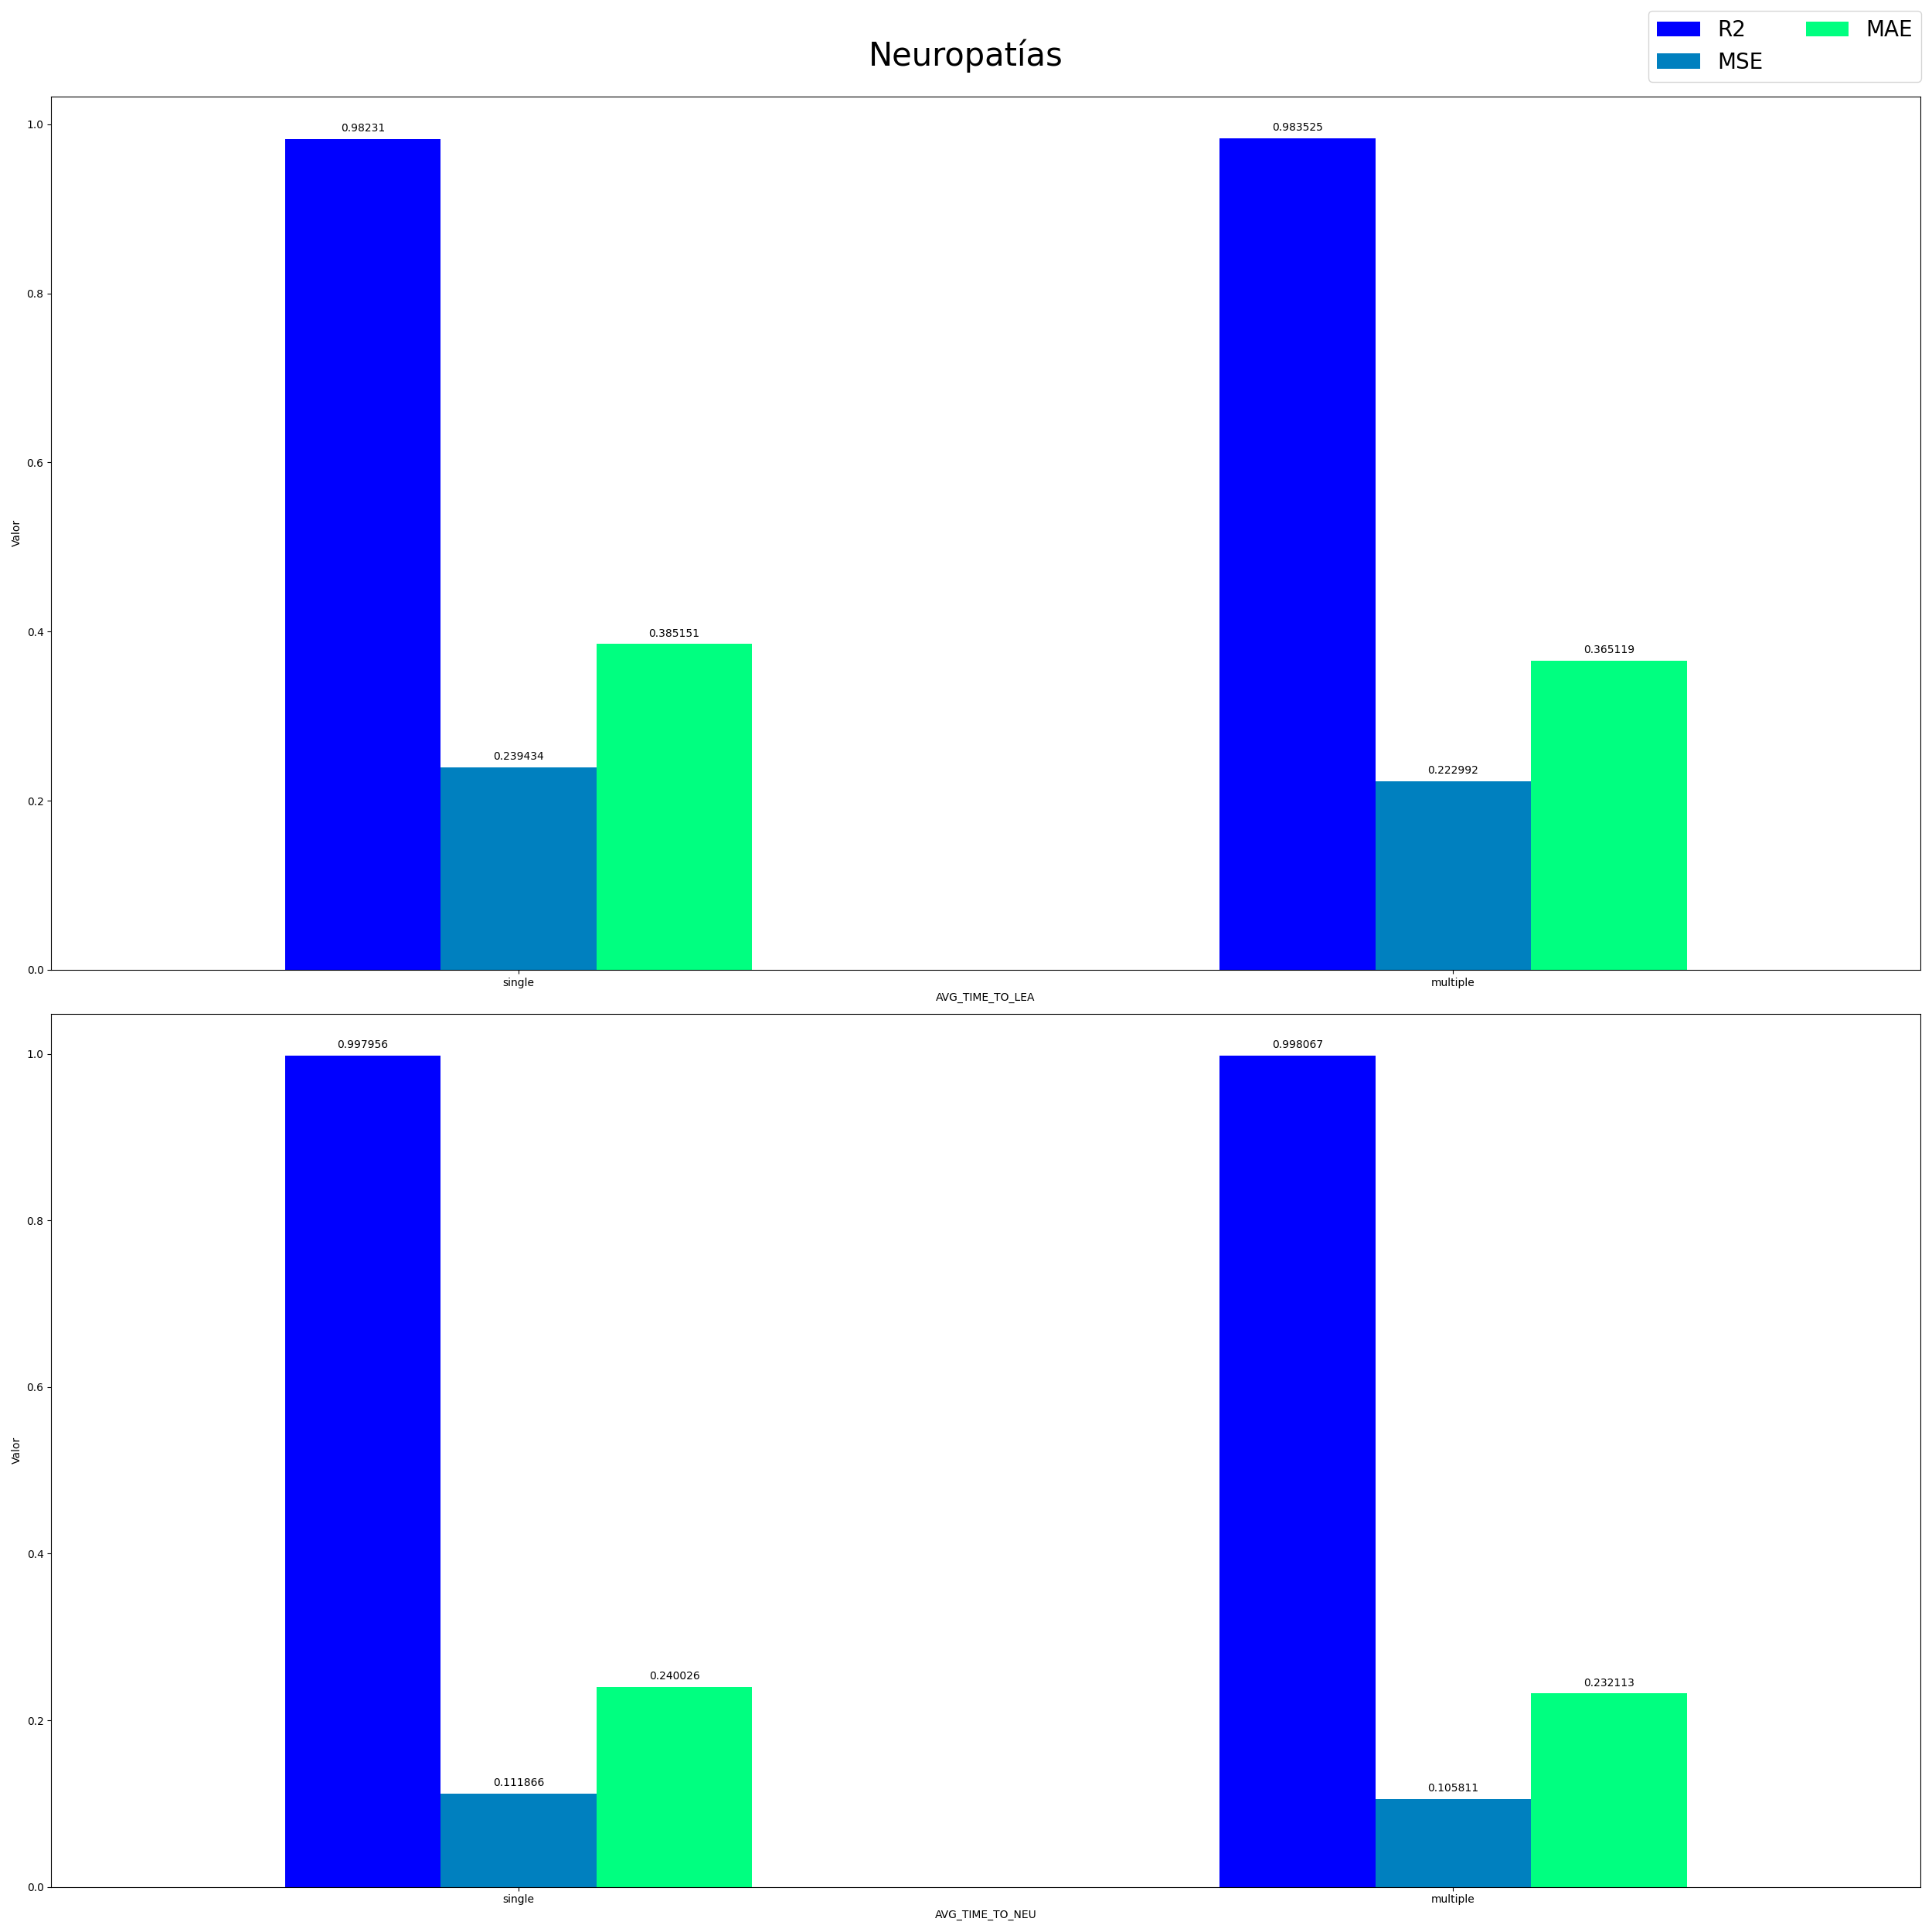 Neuropatías
R2
MSE
MAE
1.0
0.8
0.6
0.4
0.2
0.0
Valor
0.98231
0.239434
0.385151
0.983525
0.222992
0.365119
single
multiple
AVG_TIME_TO_LEA
1.0
0.8
0.6
0.4
0.2
0.0
Valor
0.997956
0.111866
0.240026
0.998067
0.105811
0.232113
single
multiple
AVG_TIME_TO_NEU